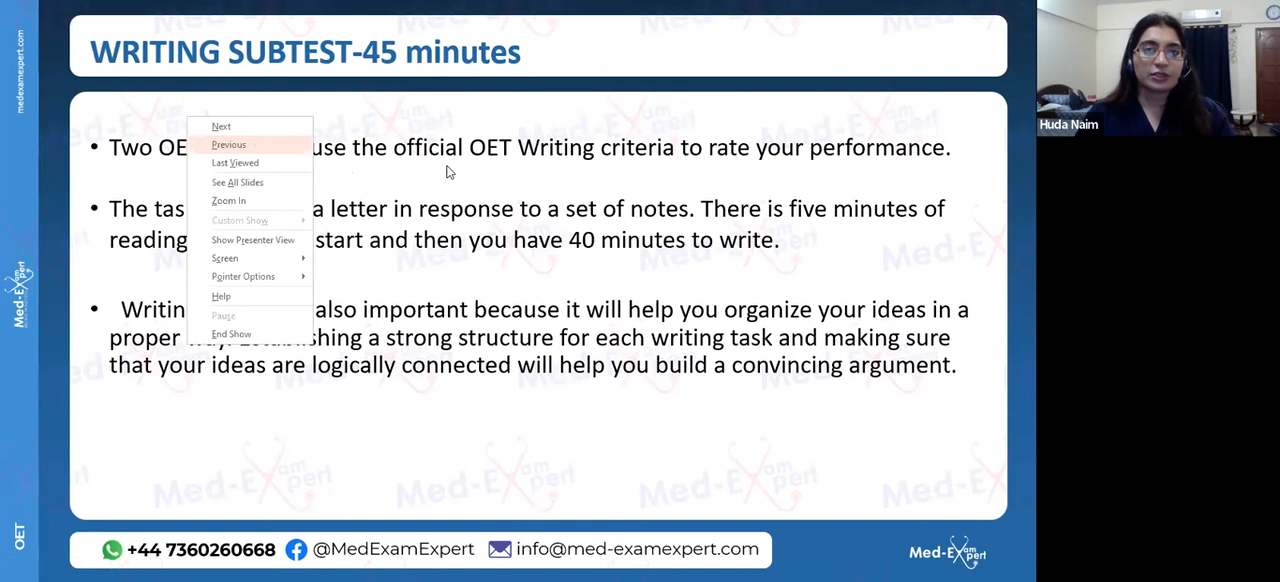 WRITING SUBTEST-45 minutes
Huda Naim
medexamexpert.com
Next
Previous
Last Viewed
See All Slides
Zoom In
Custom Show
Show Presenter View
Screen
Pointer Options
Help
Pause
End Show
• Two OE use the official OET Writing criteria to rate your performance.
• The tas a letter in response to a set of notes. There is five minutes of
reading start and then you have 40 minutes to write.
• Writin also important because it will help you organize your ideas in a
proper shing a strong structure for each writing task and making sure
that your ideas are logically connected will help you build a convincing argument.
Med-Exam Expert
OET
+44 7360260668 @MedExamExpert info@med-examexpert.com
Med-Exam Expert